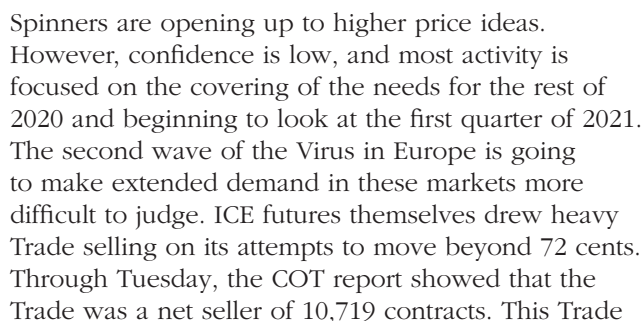 Spinners are opening up to higher price ideas.
However, confidence is low, and most activity is
focused on the covering of the needs for the rest of
2020 and beginning to look at the first quarter of 2021.
The second wave of the Virus in Europe is going
to make extended demand in these markets more
difficult to judge. ICE futures themselves drew heavy
Trade selling on its attempts to move beyond 72 cents.
Through Tuesday, the COT report showed that the
Trade was a net seller of 10,719 contracts. This Trade